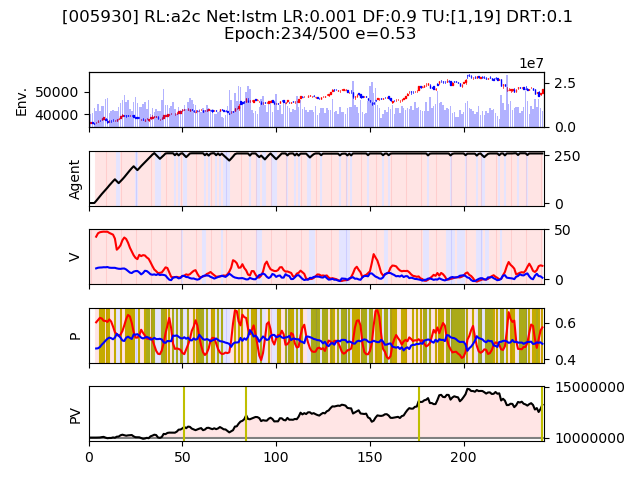 [005930] RL:a2c Net:lstm LR:0.001 DF:0.9 TU:[1,19] DRT:0.1
Epoch:234/500 e=0.53
1e7
Env.
50000
40000
2.5
0.0
Agent
250
0
V
50
0
P
0.6
0.4
PV
15000000
10000000
0
50
100
150
200